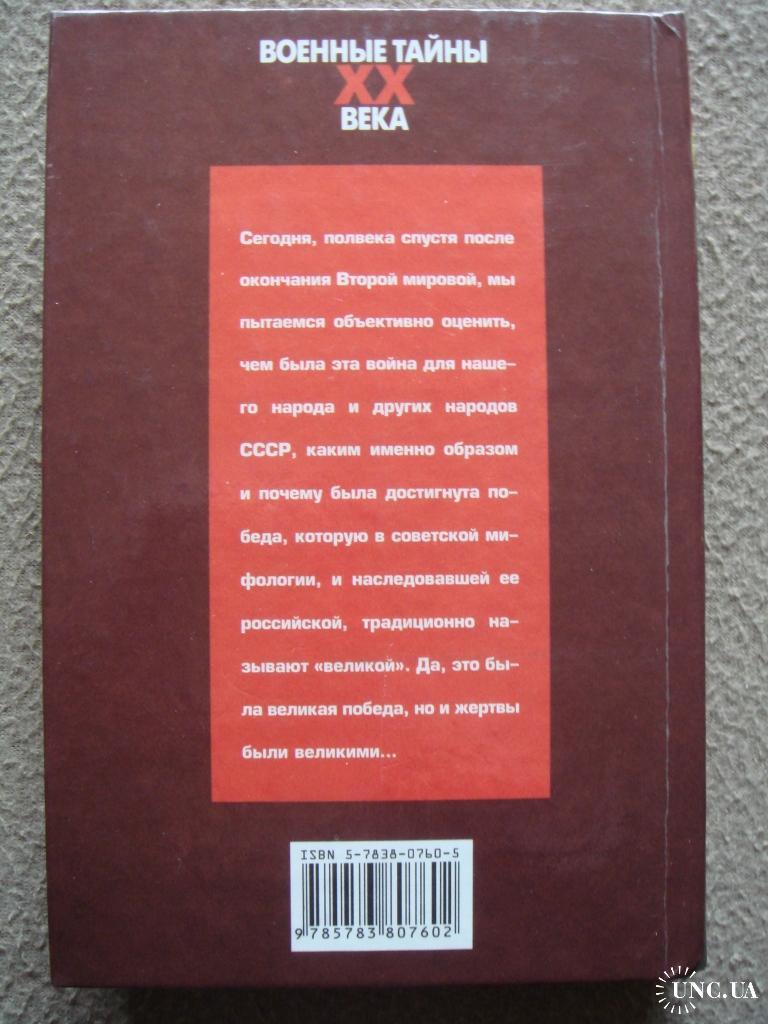 ВОЕННЫЕ ТАЙНЫ
XX
ВЕКА
Сегодня, полвека спустя после
окончания Второй мировой, мы
пытаемся объективно оценить,
чем была эта война для наше-
го народа и других народов
СССР, каким именно образом
и почему была достигнута по-
беда, которую в советской ми-
фологии, и наследовавшей ее
российской, традиционно на-
зывают «великой». Да, это бы-
ла великая победа, но и жертвы
были великими...
ISBN 5-7838-0760-5
9 785783 807602
UNC.UA